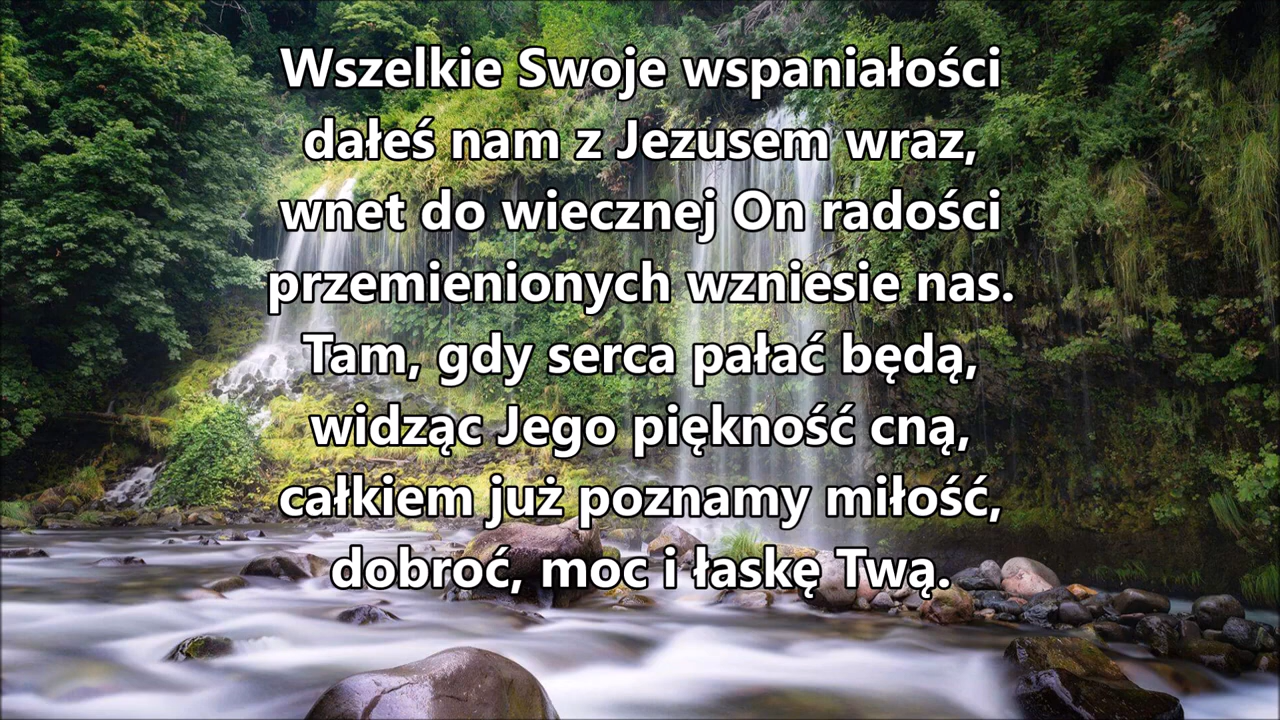 Wszelkie Swoje wspaniałości
dałeś nam z Jezusem wraz,
wnet do wiecznej On radości
przemienionych wzniesie nas.
Tam, gdy serca pałać będą,
widząc Jego piękność cną,
całkiem już poznamy miłość,
dobroć, moc i łaskę Twą.